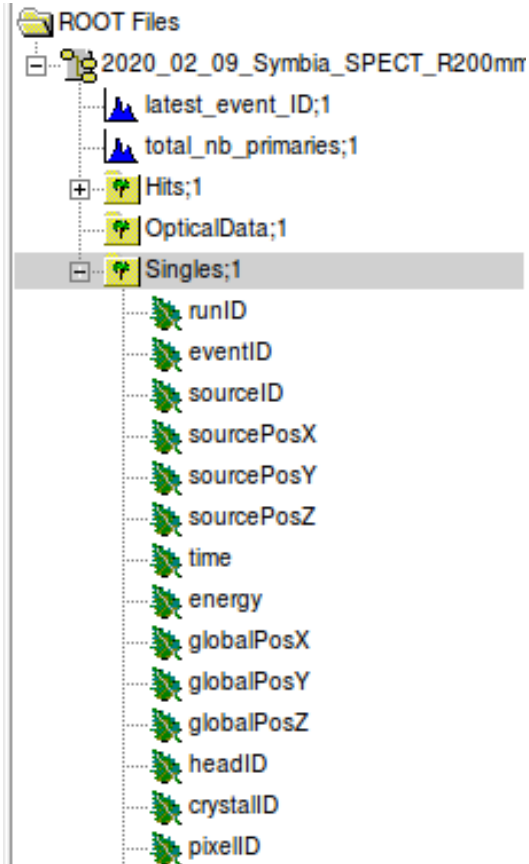 ROOT Files
2020_02_09_Symbia_SPECT_R200mm
latest_event_ID;1
total_nb_primaries;1
Hits;1
OpticalData;1
Singles;1
runID
eventID
sourceID
sourcePosX
sourcePosY
sourcePosZ
time
energy
globalPosX
globalPosY
globalPosZ
headID
crystalID
pixelID